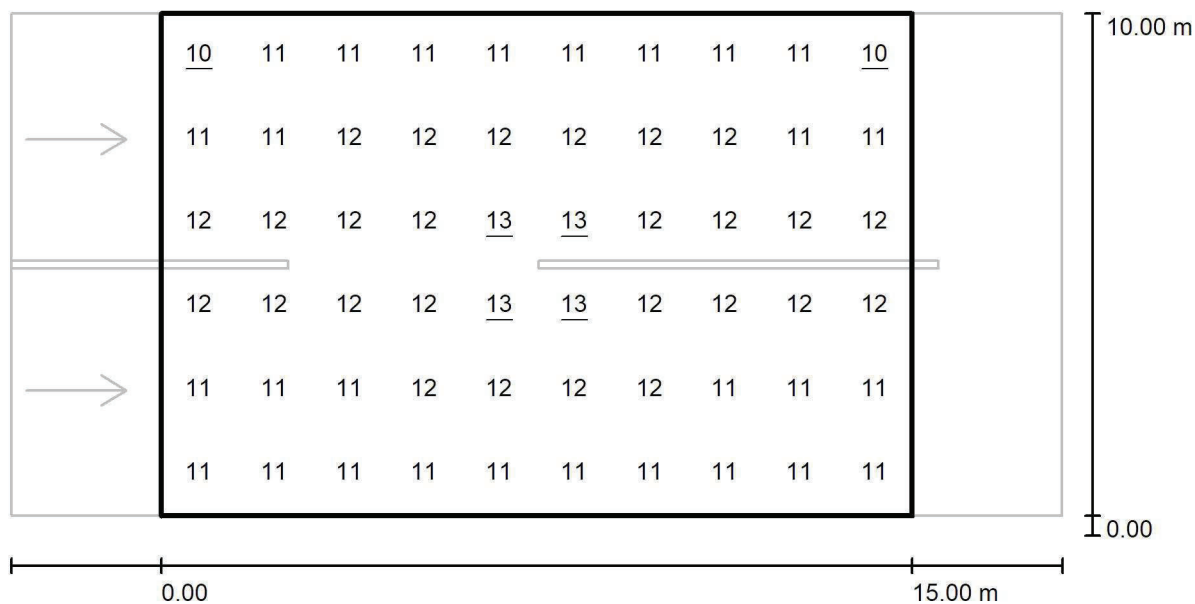 10.00 m
10 11 11 11 11 11 11 11 11 10
11 11 12 12 12 12 12 12 11 11
12 12 12 12 13 13 12 12 12 12
12 12 12 12 13 13 12 12 12 12
11 11 11 12 12 12 12 11 11 11
11 11 11 11 11 11 11 11 11 11
0.00
0.00 15.00 m